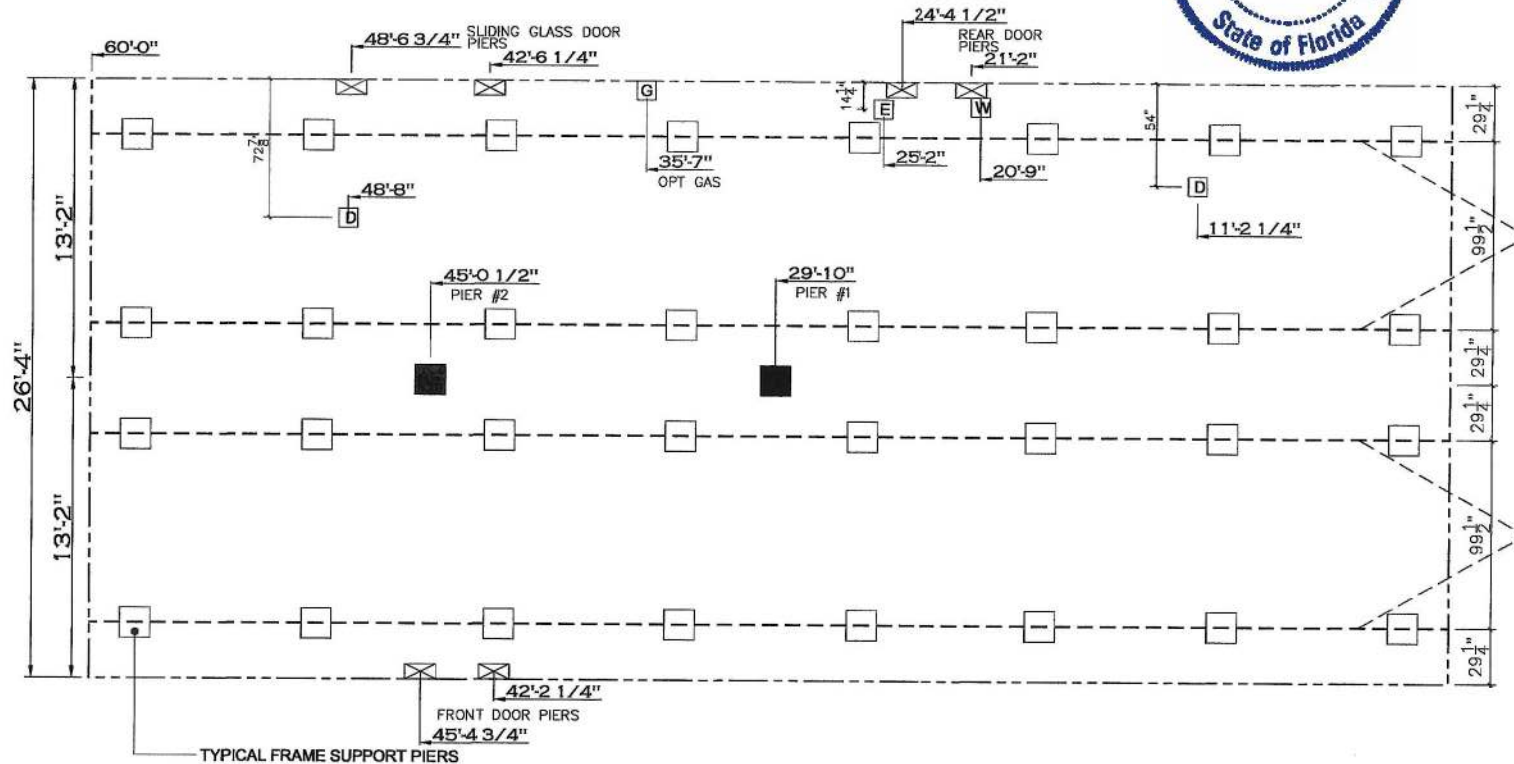 State of Florida
60'-0"
48'-6 3/4"
SLIDING GLASS DOOR
PIERS
42'-6 1/4"
24'-4 1/2"
REAR DOOR
PIERS
21'-2"
G
E
W
14 1/4"
54"
29 1/4"
72 7/8"
35'-7"
OPT GAS
25'-2"
20'-9"
48'-8"
D
D
11'-2 1/4"
13'-2"
99 1/2"
45'-0 1/2"
PIER #2
29'-10"
PIER #1
26'-4"
29 1/4"
29 1/4"
13'-2"
99 1/2"
29 1/4"
42'-2 1/4"
FRONT DOOR PIERS
45'-4 3/4"
TYPICAL FRAME SUPPORT PIERS